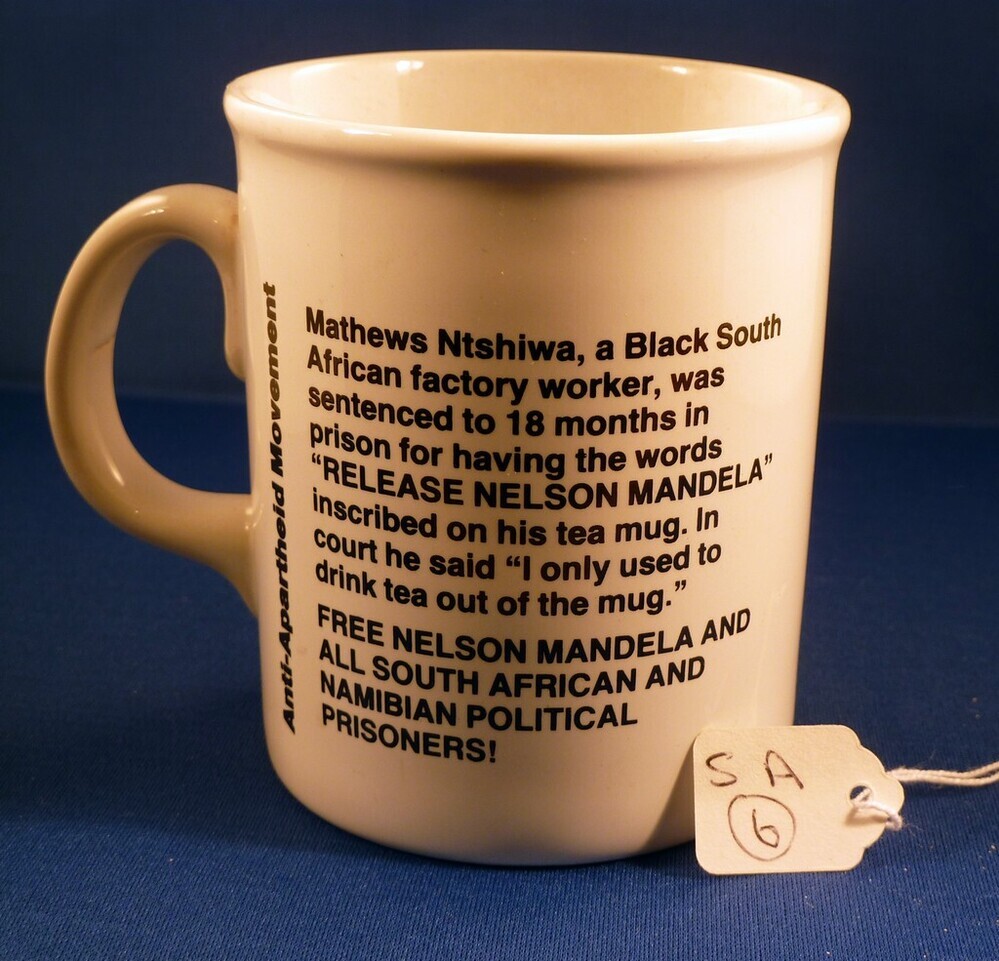 Anti-Apartheid Movement
Mathews Ntshiwa, a Black South
African factory worker, was
sentenced to 18 months in
prison for having the words
“RELEASE NELSON MANDELA”
inscribed on his tea mug. In
court he said “I only used to
drink tea out of the mug.”
FREE NELSON MANDELA AND
ALL SOUTH AFRICAN AND
NAMIBIAN POLITICAL
PRISONERS!
SA
6